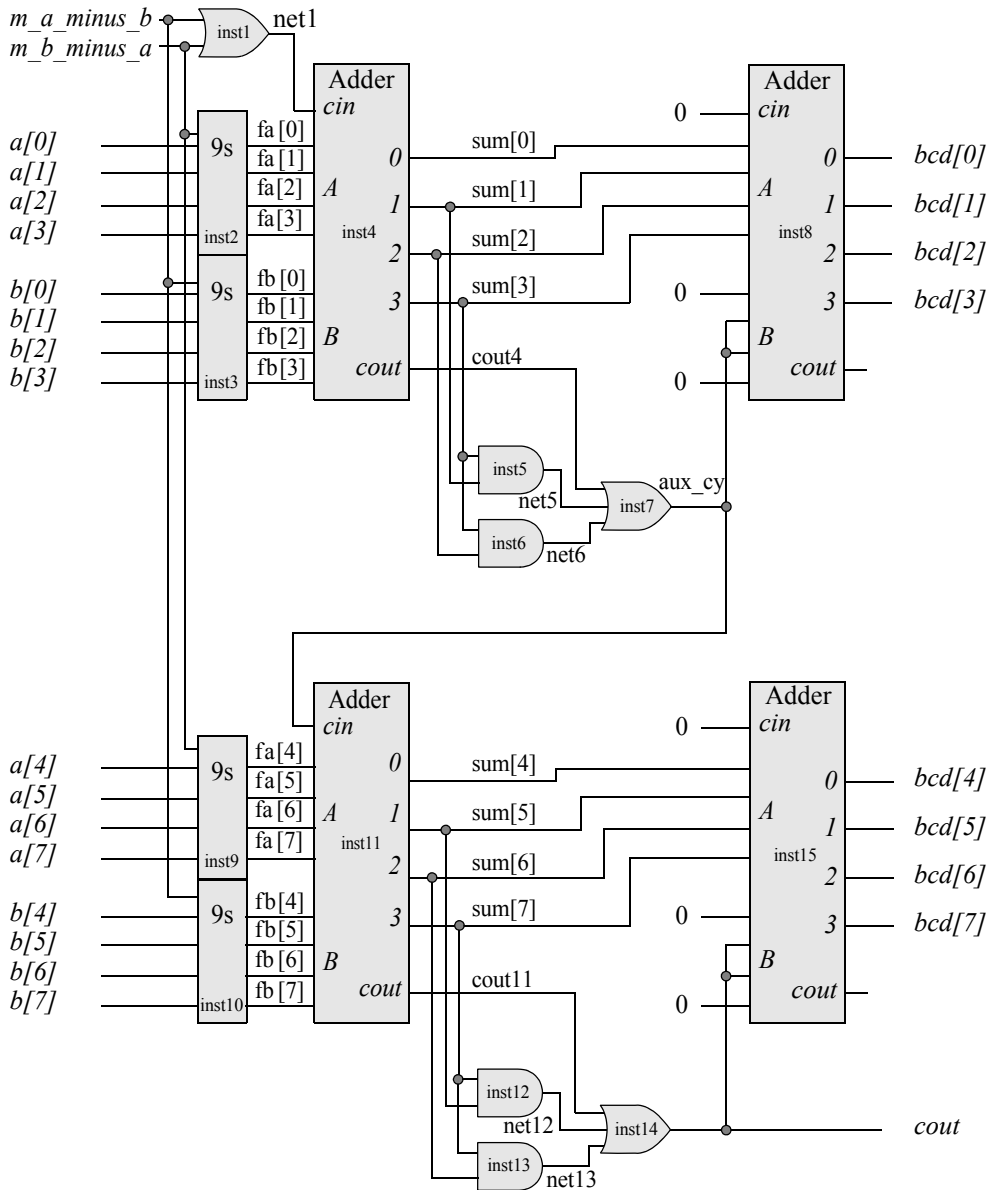 m_a_minus_b
m_b_minus_a
inst1
net1
Adder
cin
a[0]
a[1]
a[2]
a[3]
9s
inst2
fa[0]
fa[1]
fa[2]
fa[3]
A
inst4
0
1
2
3
b[0]
b[1]
b[2]
b[3]
9s
inst3
fb[0]
fb[1]
fb[2]
fb[3]
B
cout
sum[0]
sum[1]
sum[2]
sum[3]
cout4
0
Adder
cin
A
inst8
0
0
B
0
1
2
3
cout
bcd[0]
bcd[1]
bcd[2]
bcd[3]
inst5
net5
inst6
net6
inst7
aux_cy
Adder
cin
a[4]
a[5]
a[6]
a[7]
9s
inst9
fa[4]
fa[5]
fa[6]
fa[7]
A
inst11
0
1
2
3
b[4]
b[5]
b[6]
b[7]
9s
inst10
fb[4]
fb[5]
fb[6]
fb[7]
B
cout
sum[4]
sum[5]
sum[6]
sum[7]
cout11
0
Adder
cin
A
inst15
0
0
B
0
1
2
3
cout
bcd[4]
bcd[5]
bcd[6]
bcd[7]
inst12
net12
inst13
net13
inst14
cout